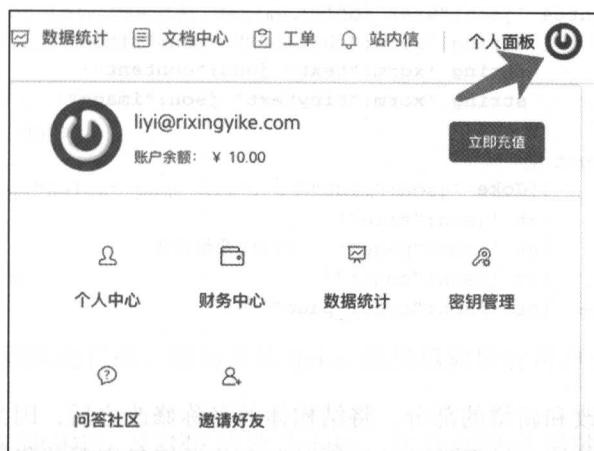 数据统计 文档中心 工单 站内信 个人面板
liyi@rixingyike.com
账户余额: ¥ 10.00
立即充值
个人中心 财务中心 数据统计 密钥管理
问答社区 邀请好友